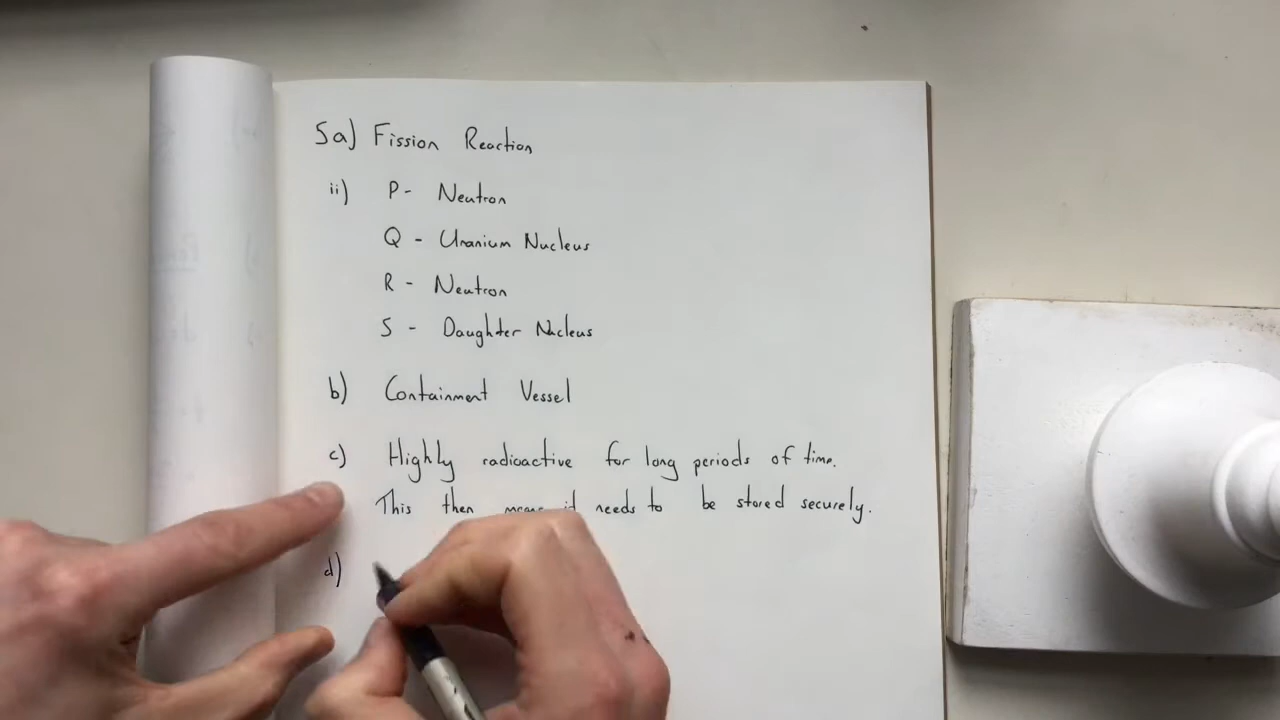 5a) Fission Reaction
ii) P - Neutron
Q - Uranium Nucleus
R - Neutron
S - Daughter Nucleus
b) Containment Vessel
c) Highly radioactive for long periods of time.
This then means it needs to be stored securely.
d)